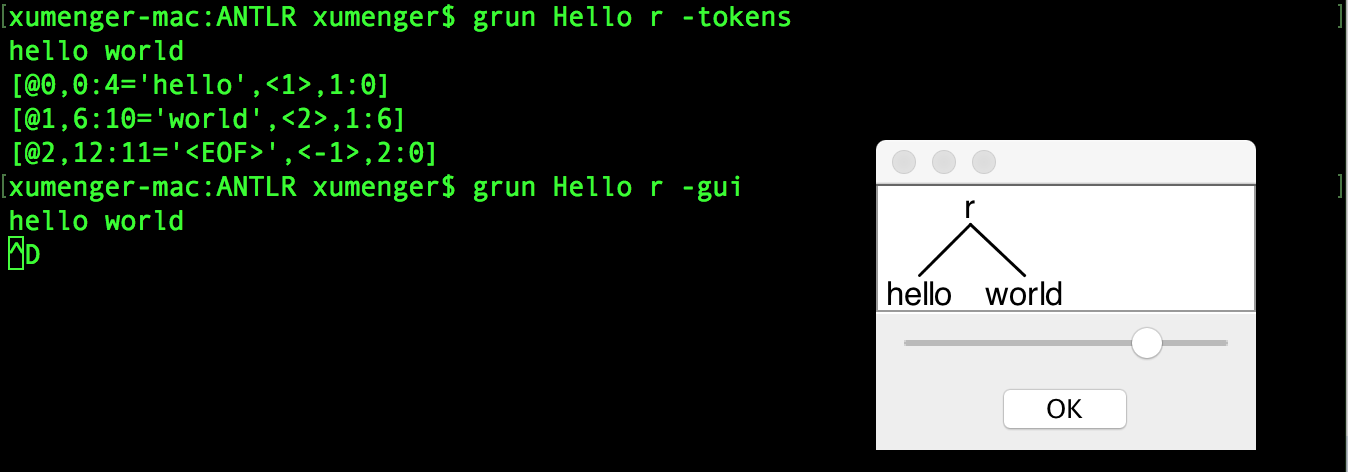 [xumenger-mac:ANTLR xumenger$ grun Hello r -tokens ]
hello world
[@0,0:4='hello',<1>,1:0]
[@1,6:10='world',<2>,1:6]
[@2,12:11='<EOF>',<-1>,2:0]
[xumenger-mac:ANTLR xumenger$ grun Hello r -gui ]
hello world
^D
r
hello world
OK